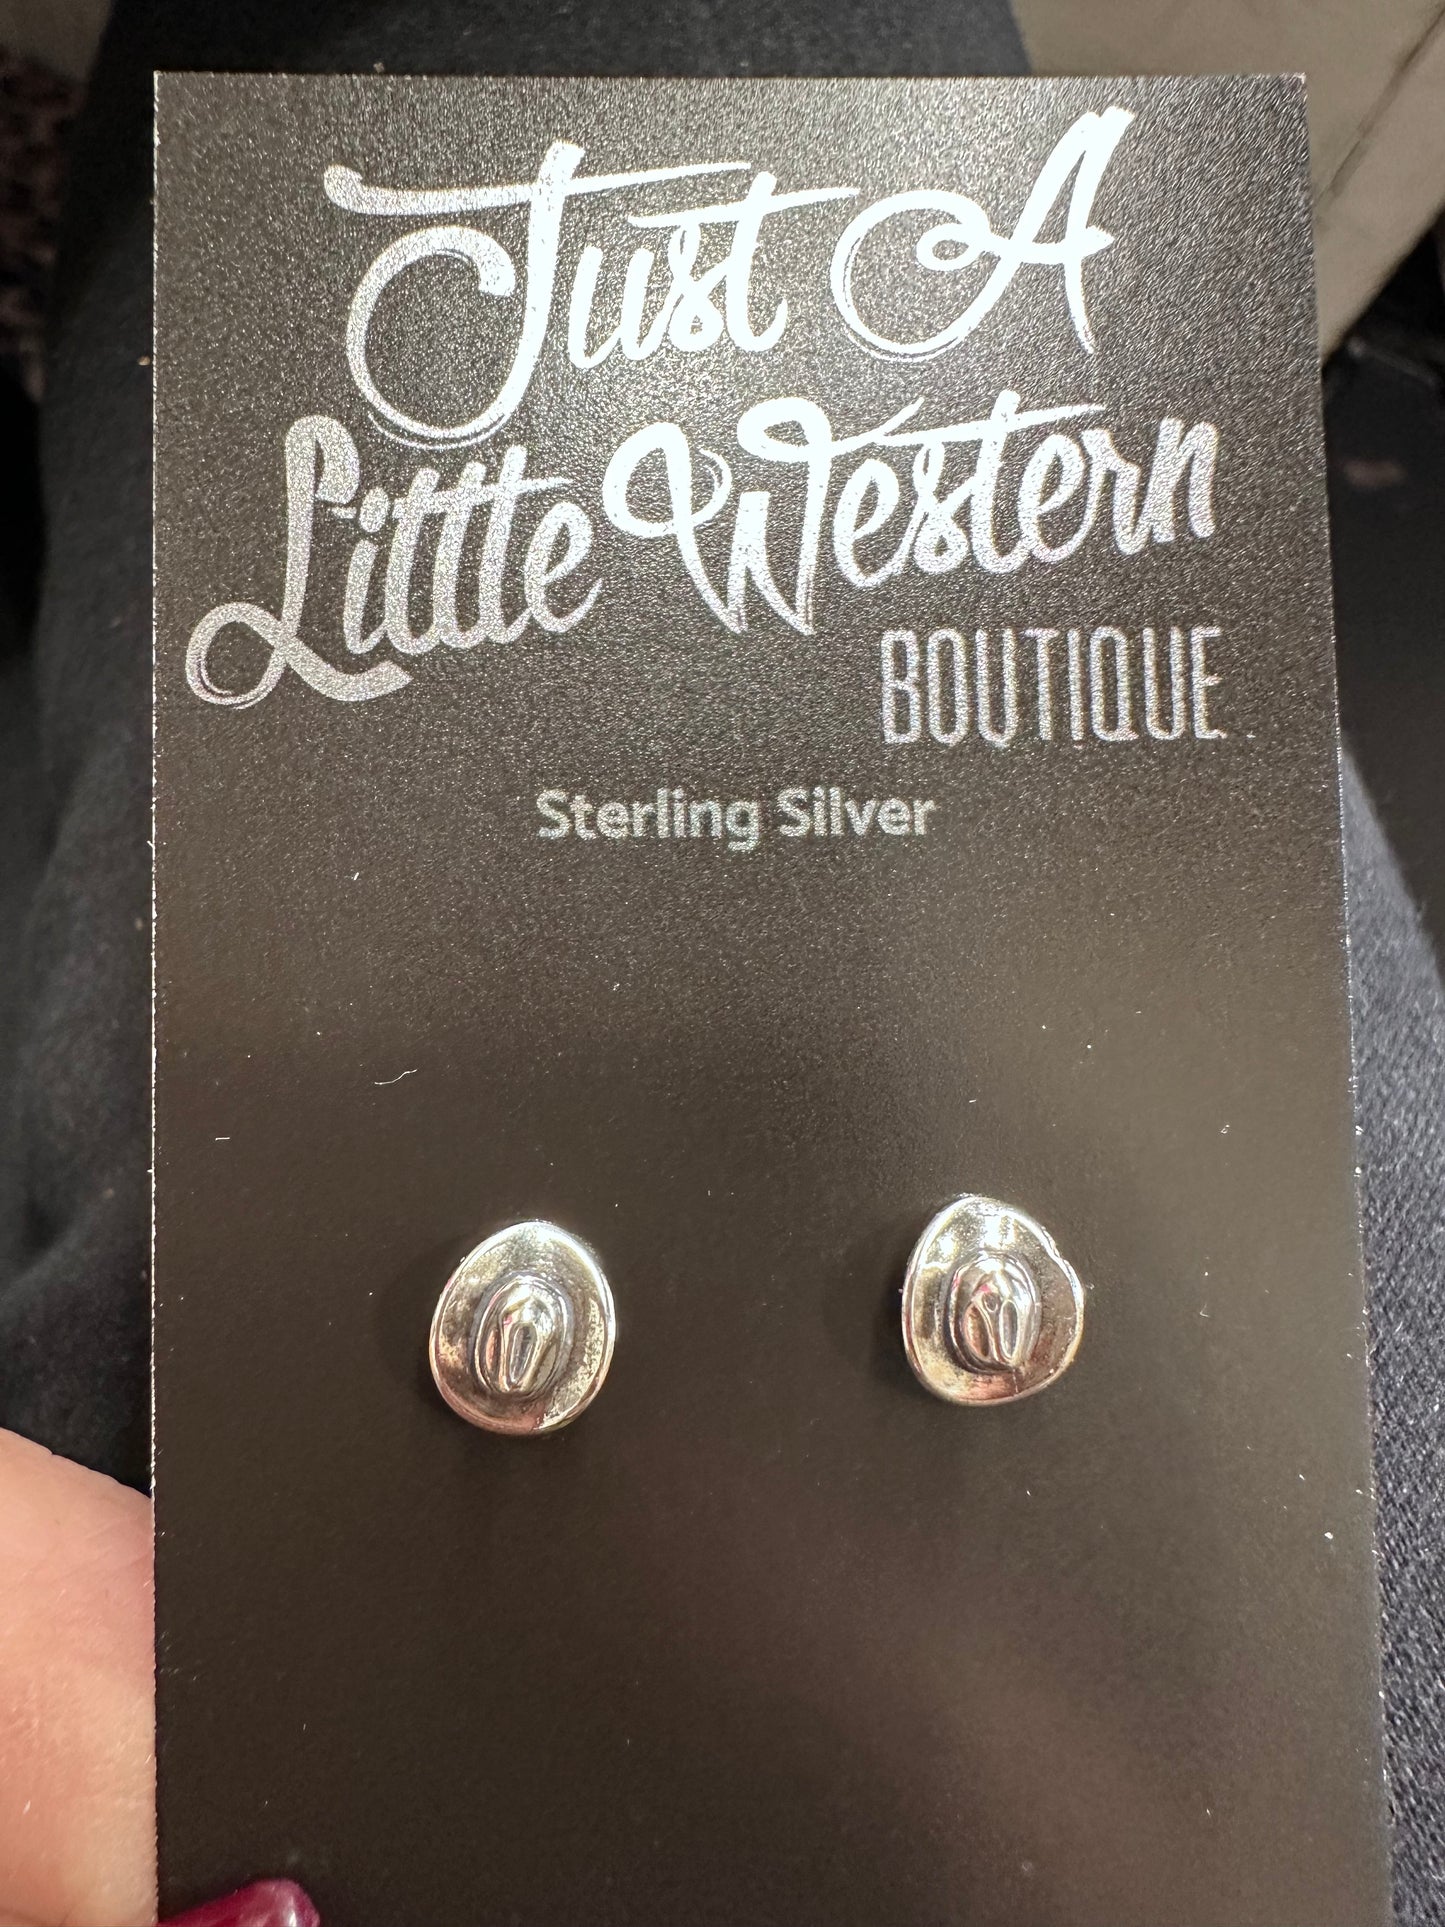 Just A
Little Western
BOUTIQUE
Sterling Silver